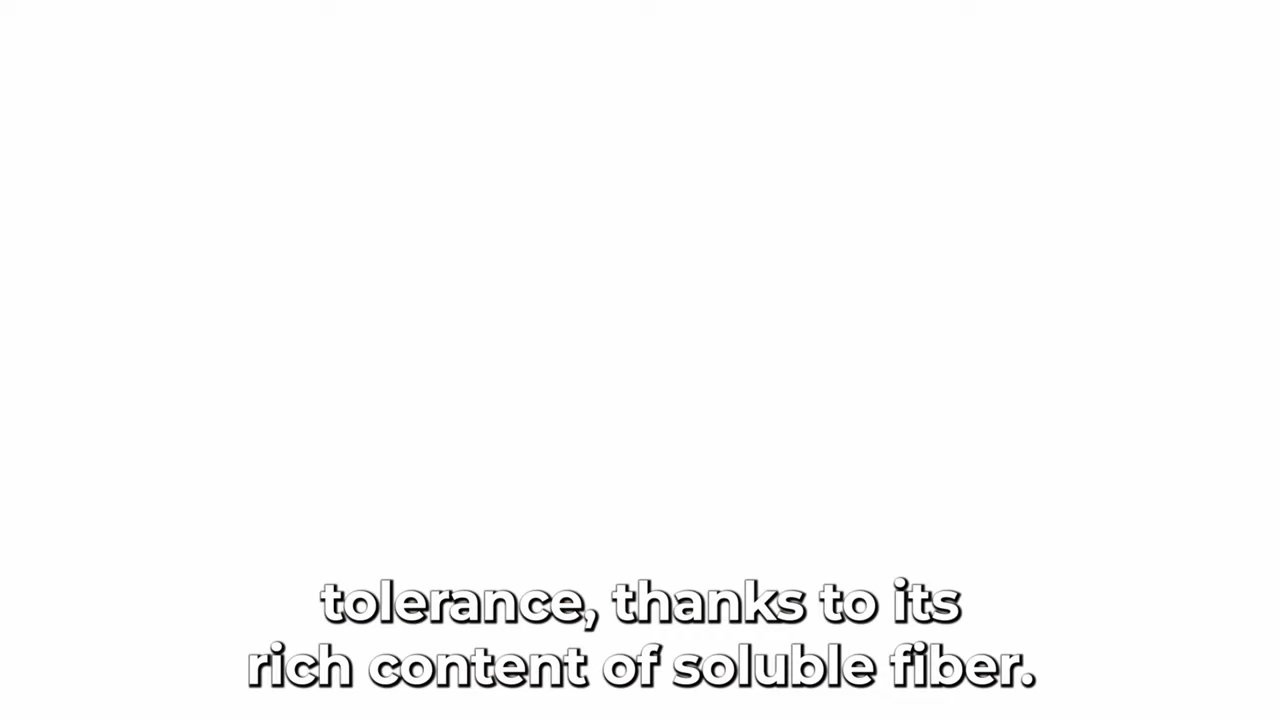 tolerance, thanks to its
rich content of soluble fiber.